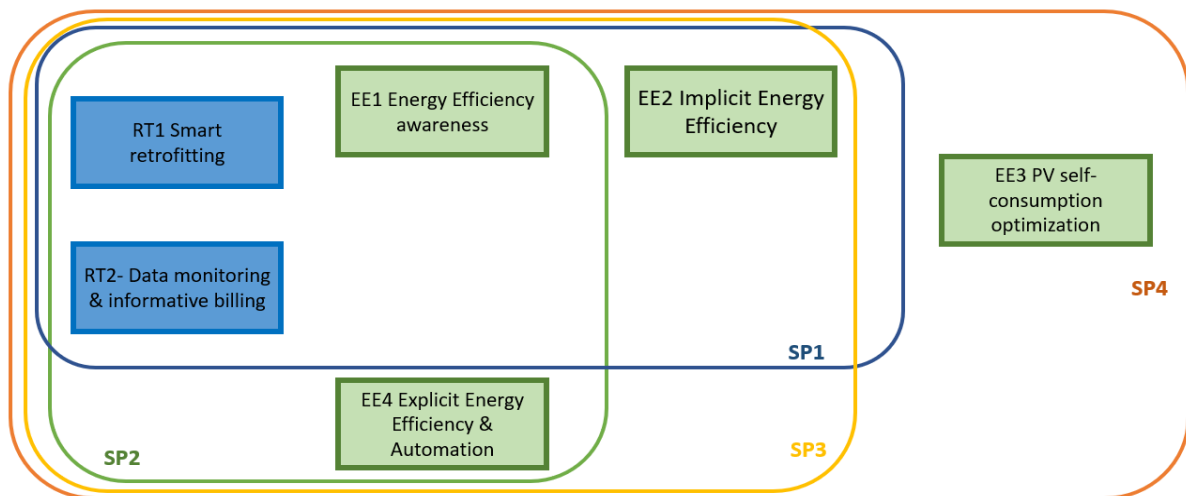 RT1 Smart
retrofitting
EE1 Energy Efficiency
awareness
EE2 Implicit Energy
Efficiency
EE3 PV self-
consumption
optimization
RT2- Data monitoring
& informative billing
SP4
SP1
EE4 Explicit Energy
Efficiency &
Automation
SP2
SP3